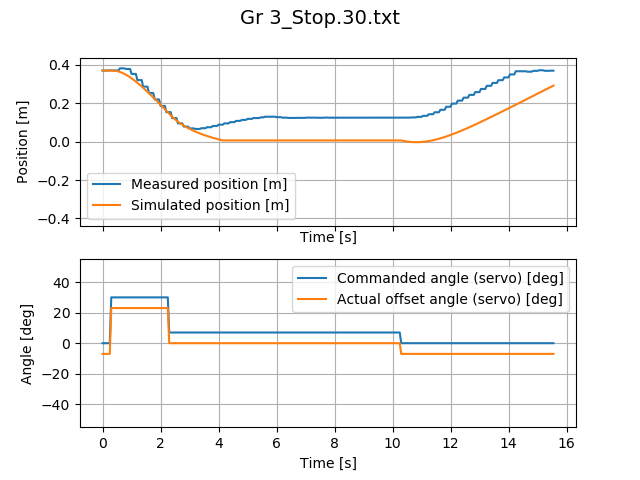 Gr 3_Stop.30.txt
0.4
0.2
0.0
−0.2
−0.4
Position [m]
Measured position [m]
Simulated position [m]
Time [s]
40
20
0
−20
−40
Angle [deg]
Commanded angle (servo) [deg]
Actual offset angle (servo) [deg]
0 2 4 6 8 10 12 14 16
Time [s]